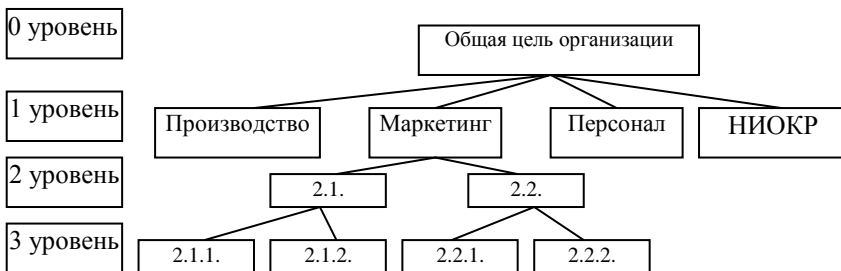 0 уровень
Общая цель организации
1 уровень
Производство
Маркетинг
Персонал
НИОКР
2 уровень
2.1.
2.2.
3 уровень
2.1.1.
2.1.2.
2.2.1.
2.2.2.